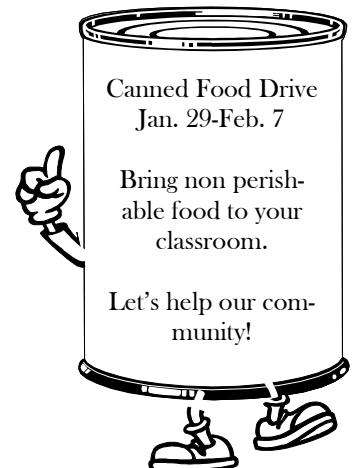 Canned Food Drive
Jan. 29-Feb. 7
Bring non perish-
able food to your
classroom.
Let’s help our com-
munity!